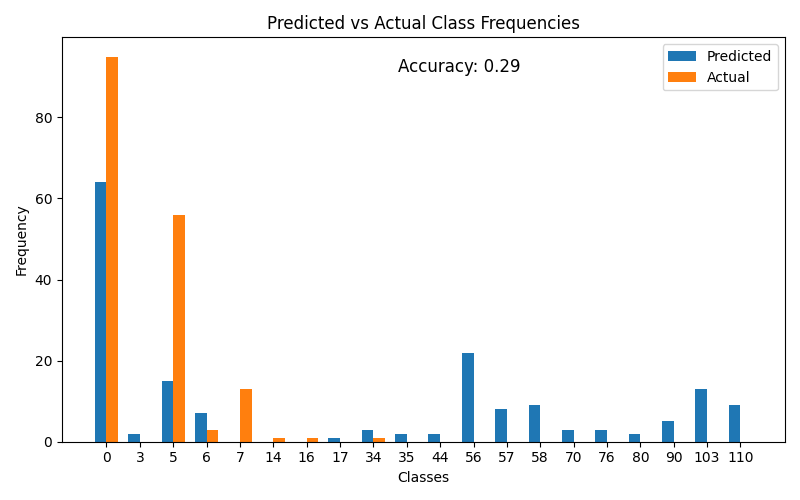 Predicted vs Actual Class Frequencies
Accuracy: 0.29
Predicted
Actual
Frequency
80
60
40
20
0
0 3 5 6 7 14 16 17 34 35 44 56 57 58 70 76 80 90 103 110
Classes